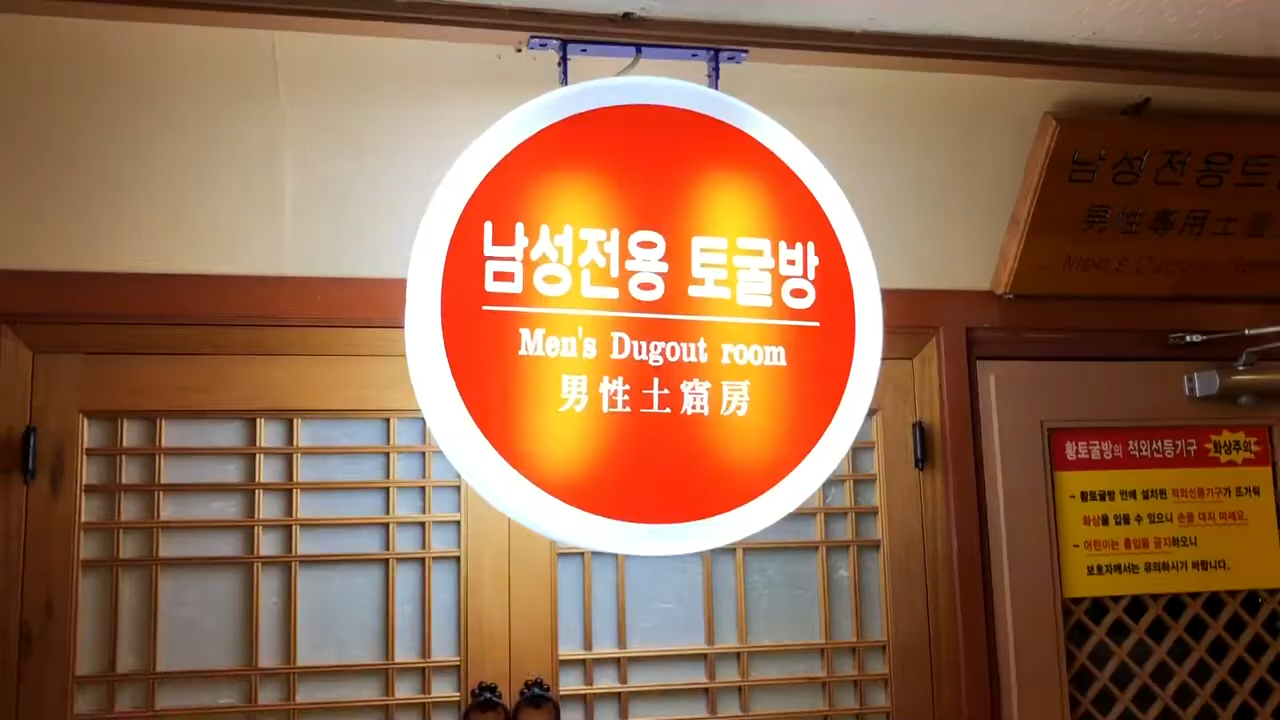 남성전용 토굴방
Men's Dugout room
男性土窟房
남성전용토
男性專用土
Men's Dugout Room
황토굴방의 적외선등기구 화상주의
- 황토굴방 안에 설치된 적외선등기구가 뜨거워
화상을 입을 수 있으니 손을 대지 마세요.
- 어린이는 출입을 금지하오니
보호자께서는 유의하시기 바랍니다.